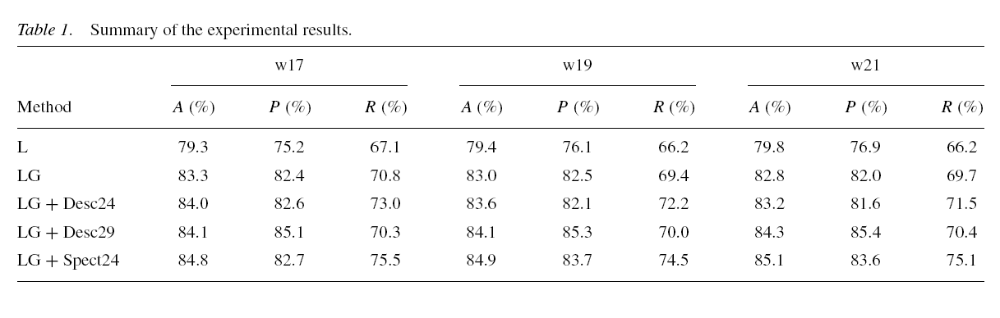 Table 1. Summary of the experimental results.
w17 w19 w21
Method A (%) P (%) R (%) A (%) P (%) R (%) A (%) P (%) R (%)
L 79.3 75.2 67.1 79.4 76.1 66.2 79.8 76.9 66.2
LG 83.3 82.4 70.8 83.0 82.5 69.4 82.8 82.0 69.7
LG + Desc24 84.0 82.6 73.0 83.6 82.1 72.2 83.2 81.6 71.5
LG + Desc29 84.1 85.1 70.3 84.1 85.3 70.0 84.3 85.4 70.4
LG + Spect24 84.8 82.7 75.5 84.9 83.7 74.5 85.1 83.6 75.1